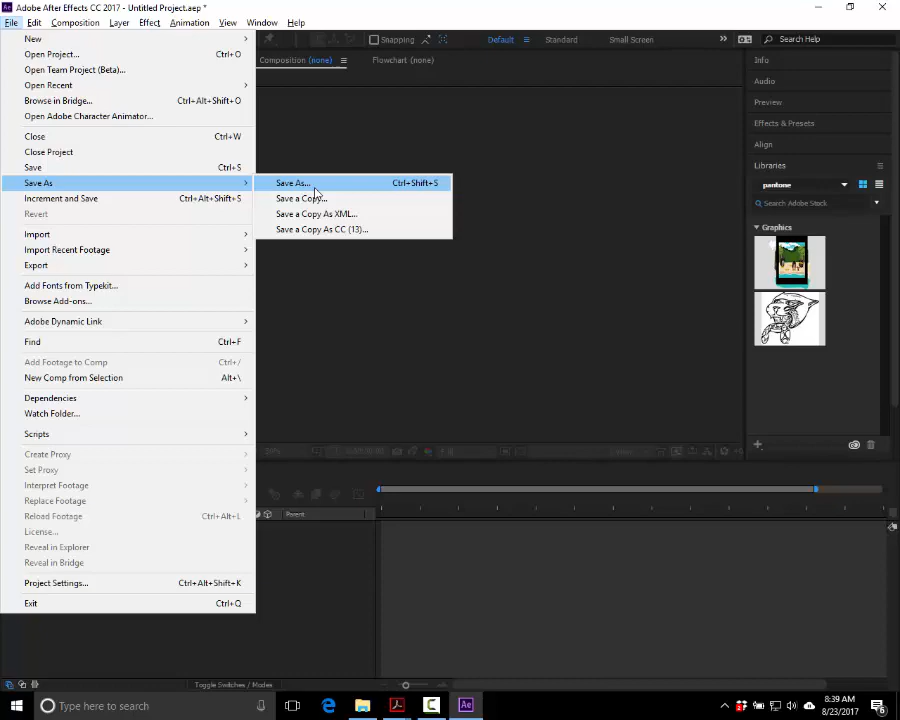 Adobe After Effects CC 2017 - Untitled Project.aep *
File Edit Composition Layer Effect Animation View Window Help
Snapping Default Standard Small Screen Search Help
New
Open Project... Ctrl+O
Open Team Project (Beta)...
Open Recent
Browse in Bridge... Ctrl+Alt+Shift+O
Open Adobe Character Animator...
Close Ctrl+W
Close Project
Save Ctrl+S
Save As
Increment and Save Ctrl+Alt+Shift+S
Revert
Import
Import Recent Footage
Export
Add Fonts from Typekit...
Browse Add-ons...
Adobe Dynamic Link
Find Ctrl+F
Add Footage to Comp Ctrl+/
New Comp from Selection Alt+\
Dependencies
Watch Folder...
Scripts
Create Proxy
Set Proxy
Interpret Footage
Replace Footage
Reload Footage Ctrl+Alt+L
License...
Reveal in Explorer
Reveal in Bridge
Project Settings... Ctrl+Alt+Shift+K
Exit Ctrl+Q
Save As... Ctrl+Shift+S
Save a Copy...
Save a Copy As XML...
Save a Copy As CC (13)...
Composition (none) Flowchart (none)
Info
Audio
Preview
Effects & Presets
Align
Libraries
pantone
Search Adobe Stock
Graphics
Parent
Toggle Switches / Modes
Type here to search
8:39 AM
8/23/2017